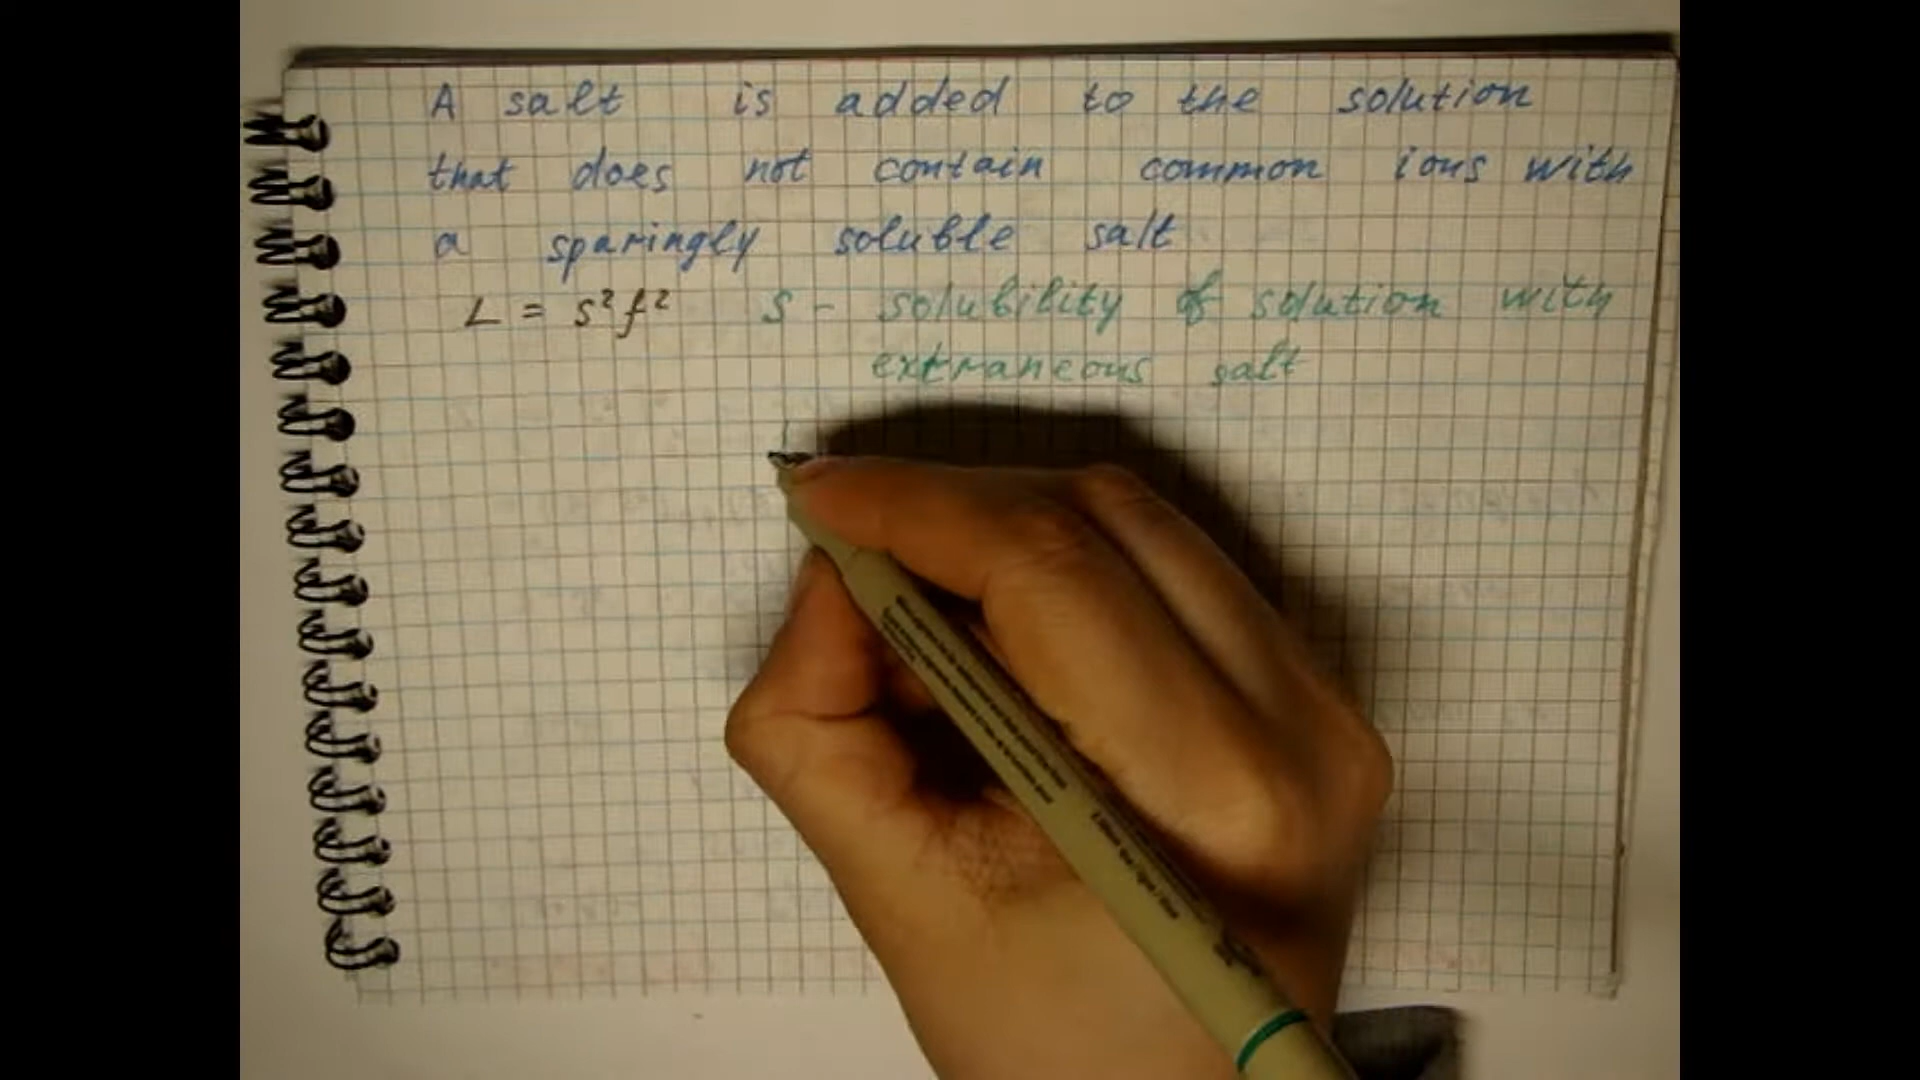 A salt is added to the solution
that does not contain common ions with
a sparingly soluble salt
L = s²f² s - solubility of solution with
extraneous salt